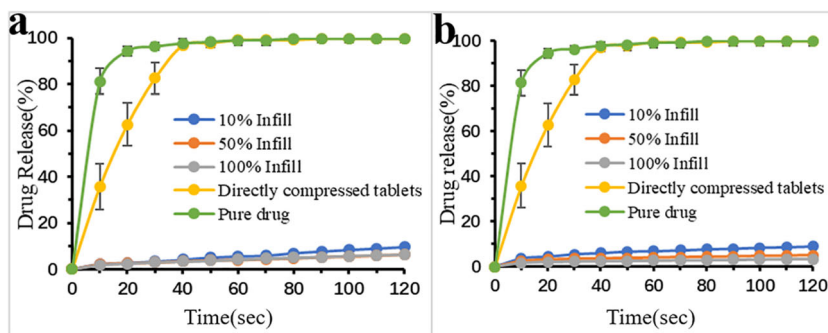 a
Drug Release(%)
100
80
60
40
20
0
10% Infill
50% Infill
100% Infill
Directly compressed tablets
Pure drug
0 20 40 60 80 100 120
Time(sec)
b
Drug release(%)
100
80
60
40
20
0
10% Infill
50% Infill
100% Infill
Directly compressed tablets
Pure drug
0 20 40 60 80 100 120
Time(sec)